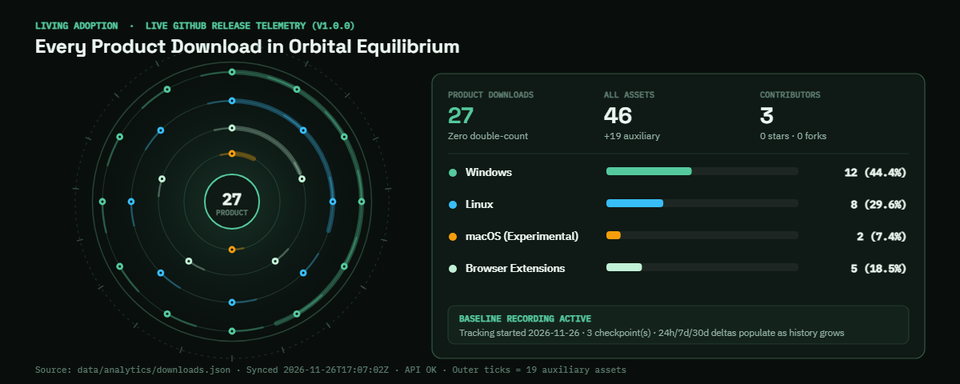 LIVING ADOPTION · LIVE GITHUB RELEASE TELEMETRY (V1.0.0)
Every Product Download in Orbital Equilibrium
27
PRODUCT
PRODUCT DOWNLOADS
27
Zero double-count
ALL ASSETS
46
+19 auxiliary
CONTRIBUTORS
3
0 stars · 0 forks
Windows 12 (44.4%)
Linux 8 (29.6%)
macOS (Experimental) 2 (7.4%)
Browser Extensions 5 (18.5%)
BASELINE RECORDING ACTIVE
Tracking started 2026-11-26 · 3 checkpoint(s) · 24h/7d/30d deltas populate as history grows
Source: data/analytics/downloads.json · Synced 2026-11-26T17:07:02Z · API OK · Outer ticks = 19 auxiliary assets